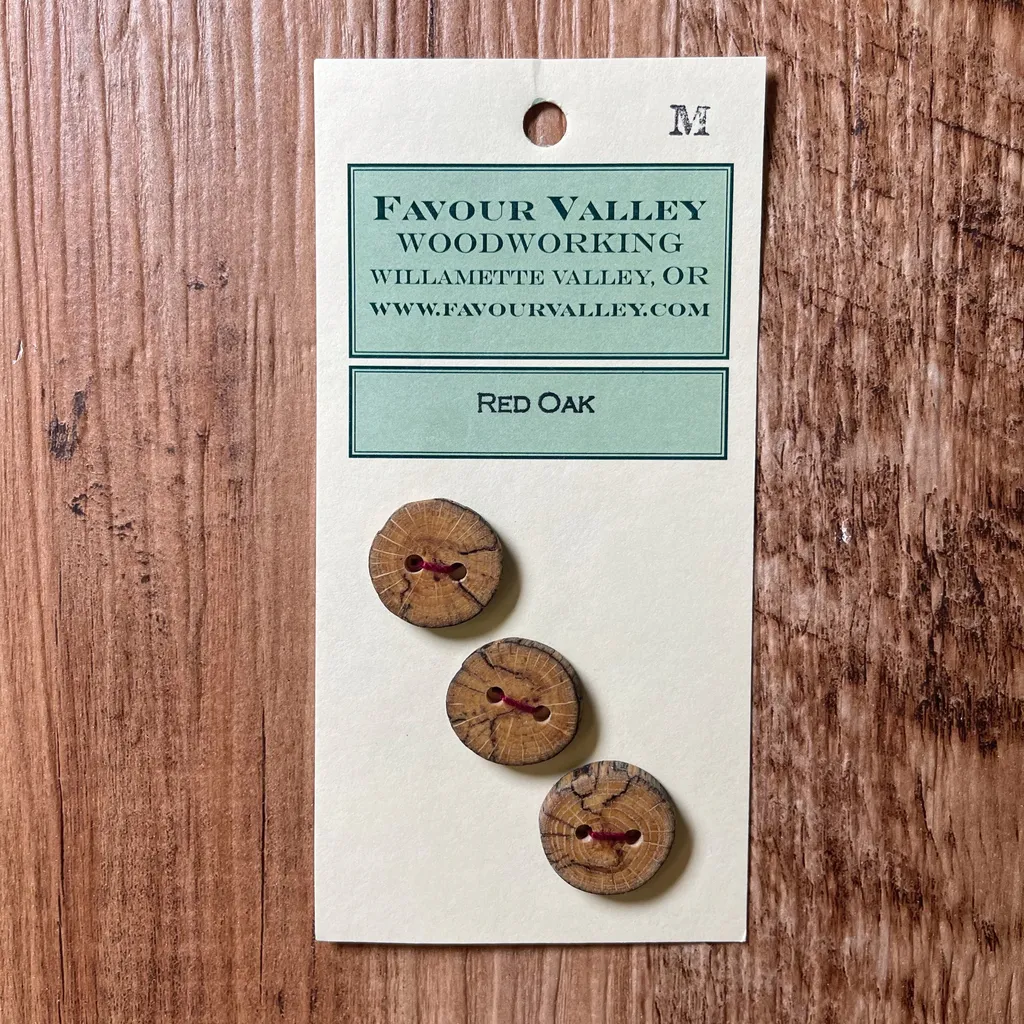 M
FAVOUR VALLEY
WOODWORKING
WILLAMETTE VALLEY, OR
WWW.FAVOURVALLEY.COM
RED OAK